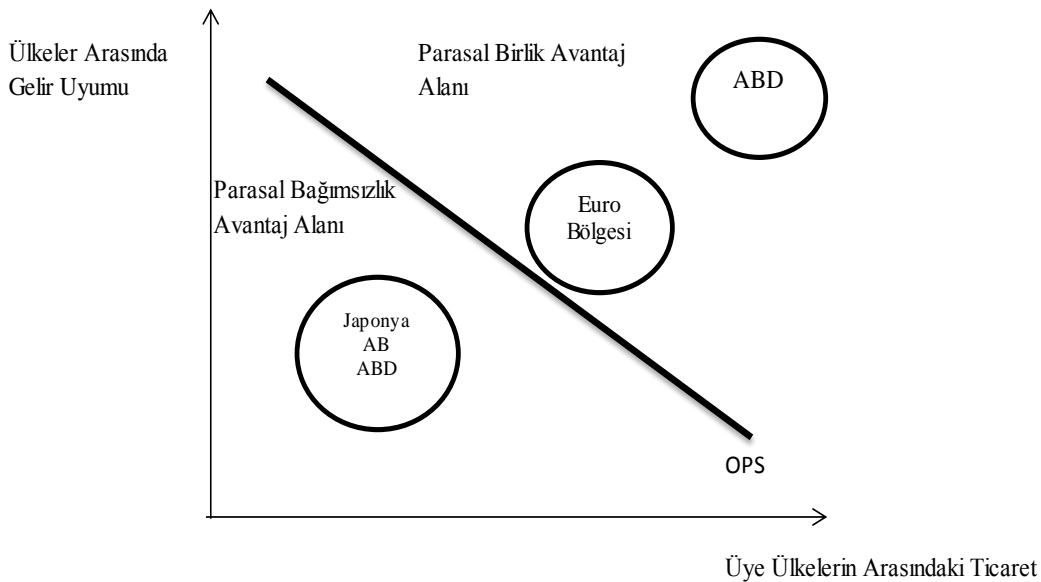 Ülkeler Arasında
Gelir Uyumu
Parasal Birlik Avantaj
Alanı
ABD
Parasal Bağımsızlık
Avantaj Alanı
Euro
Bölgesi
Japonya
AB
ABD
OPS
Üye Ülkelerin Arasındaki Ticaret